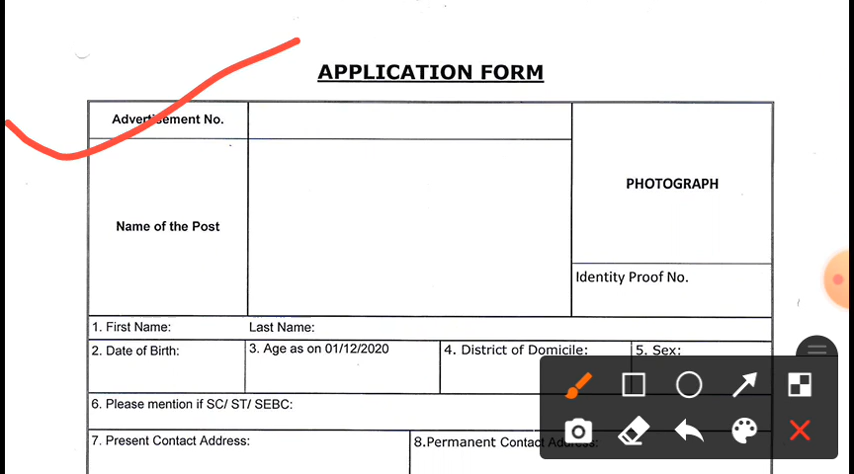 APPLICATION FORM
Advertisement No.
PHOTOGRAPH
Name of the Post
Identity Proof No.
1. First Name: Last Name:
2. Date of Birth: 3. Age as on 01/12/2020 4. District of Domicile: 5. Sex:
6. Please mention if SC/ ST/ SEBC:
7. Present Contact Address: 8.Permanent Contact Address: